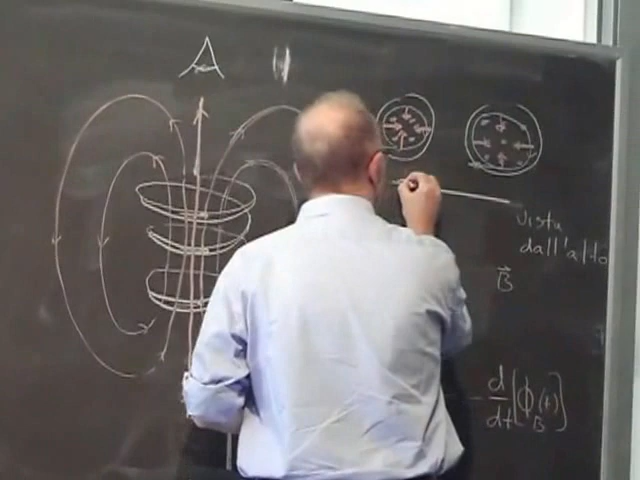 A
vista
dall'alto
B⃗
- d/dt [ϕ_B(t)]